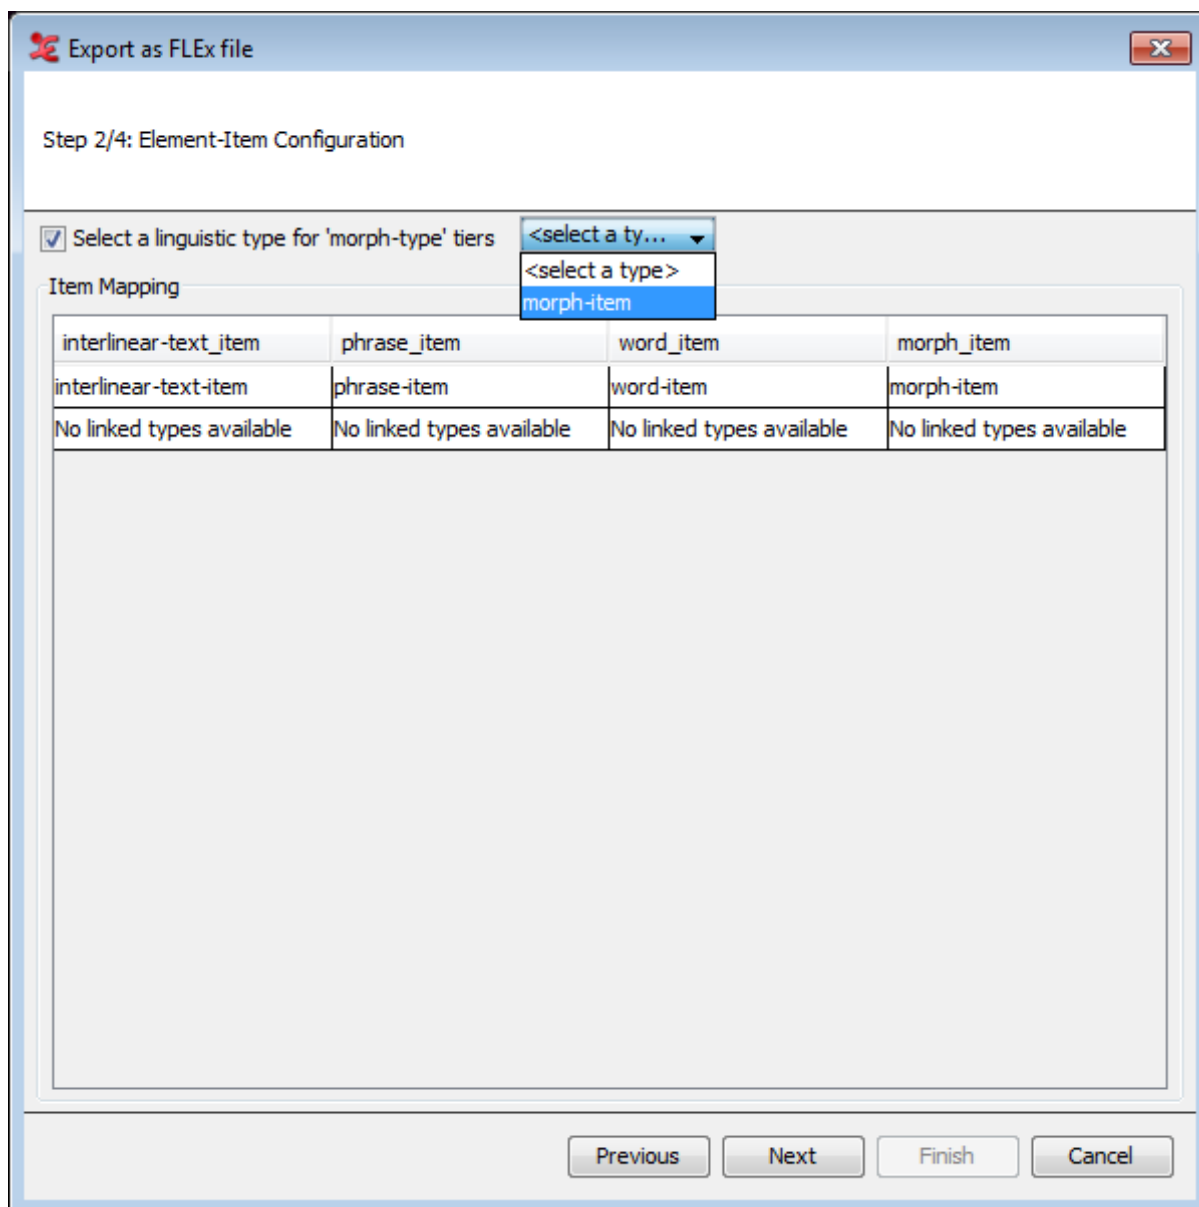 Export as FLEx file
Step 2/4: Element-Item Configuration
Select a linguistic type for 'morph-type' tiers <select a ty...
<select a type>
morph-item
Item Mapping
interlinear-text_item phrase_item word_item morph_item
interlinear-text-item phrase-item word-item morph-item
No linked types available No linked types available No linked types available No linked types available
Previous Next Finish Cancel